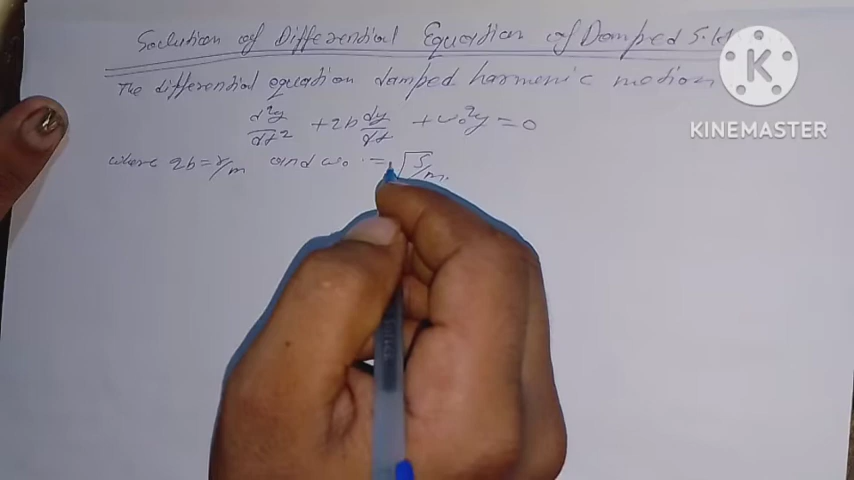 Solution of Differential Equation of Damped S.H
The differential equation damped harmonic motion
d²y/dt² + 2b dy/dt + ω₀²y = 0
where 2b = r/m and ω₀ = √S/m.
K
KINEMASTER